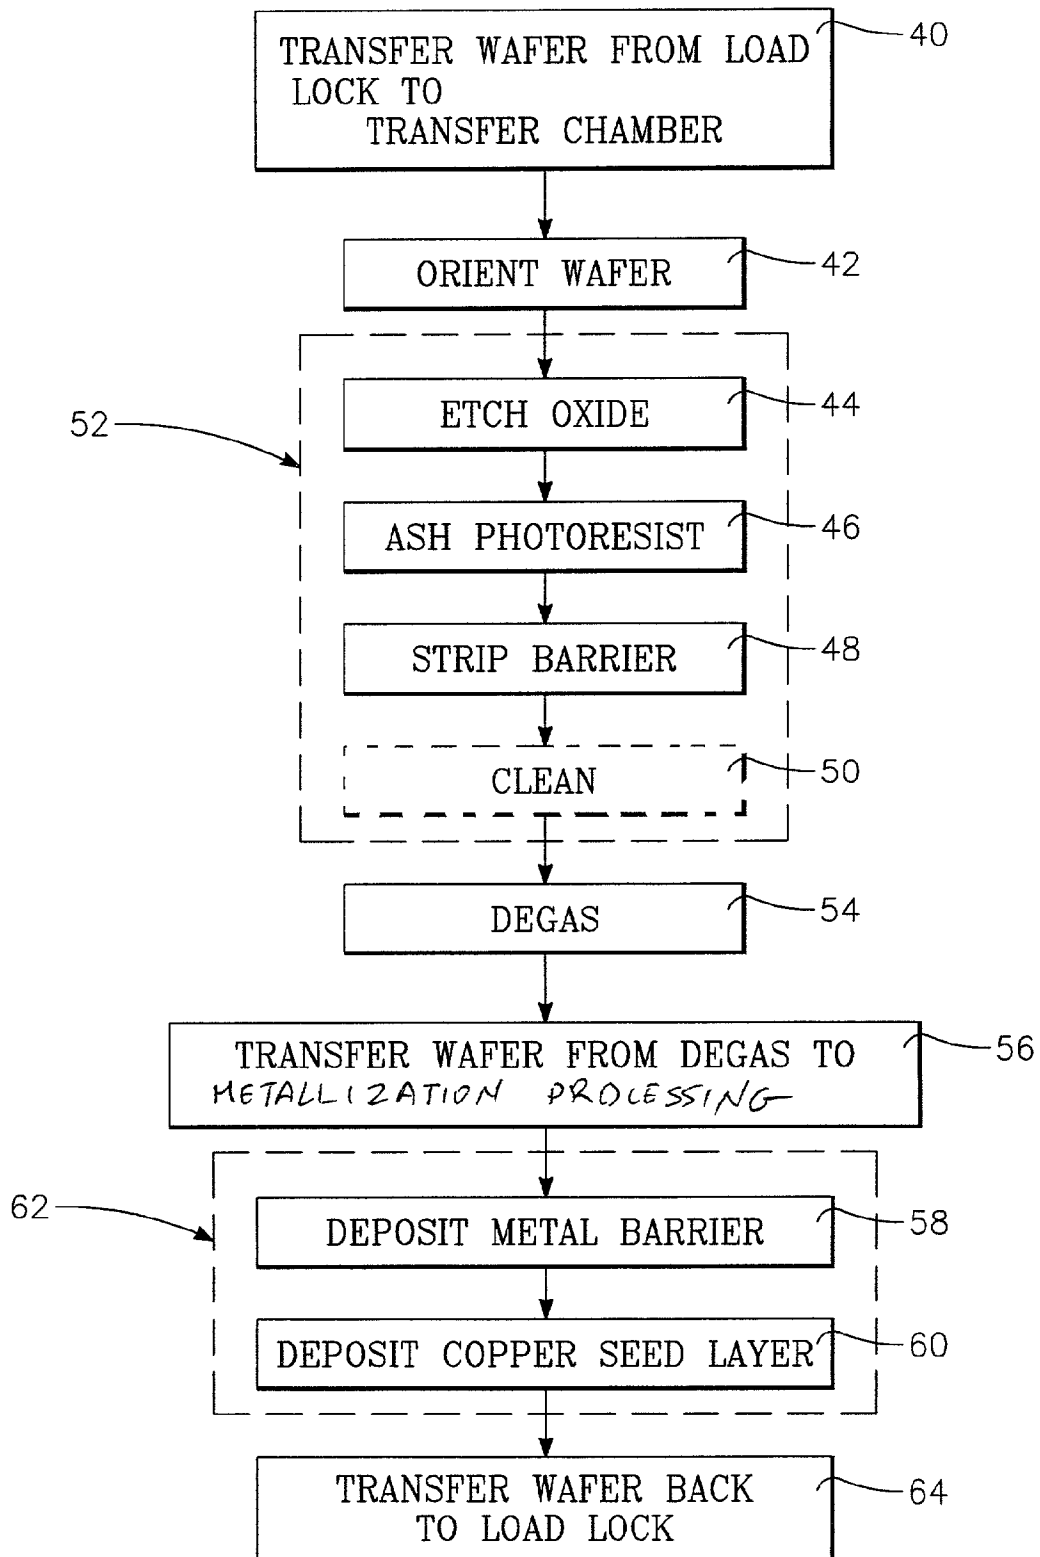 TRANSFER WAFER FROM LOAD
LOCK TO
TRANSFER CHAMBER
40
ORIENT WAFER
42
52
ETCH OXIDE
44
ASH PHOTORESIST
46
STRIP BARRIER
48
CLEAN
50
DEGAS
54
TRANSFER WAFER FROM DEGAS TO
METALLIZATION PROCESSING
56
62
DEPOSIT METAL BARRIER
58
DEPOSIT COPPER SEED LAYER
60
TRANSFER WAFER BACK
TO LOAD LOCK
64